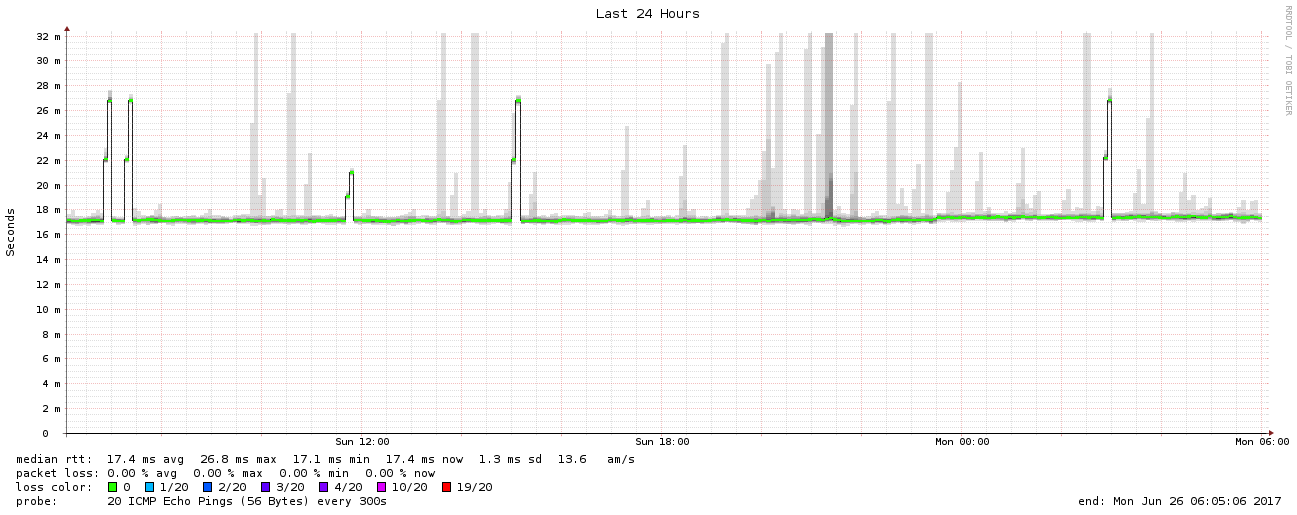 Last 24 Hours
RRDTOOL / TOBI OETIKER
Seconds
32 m
30 m
28 m
26 m
24 m
22 m
20 m
18 m
16 m
14 m
12 m
10 m
8 m
6 m
4 m
2 m
0
Sun 12:00 Sun 18:00 Mon 00:00 Mon 06:00
median rtt: 17.4 ms avg 26.8 ms max 17.1 ms min 17.4 ms now 1.3 ms sd 13.6 am/s
packet loss: 0.00 % avg 0.00 % max 0.00 % min 0.00 % now
loss color: 0 1/20 2/20 3/20 4/20 10/20 19/20
probe: 20 ICMP Echo Pings (56 Bytes) every 300s end: Mon Jun 26 06:05:06 2017